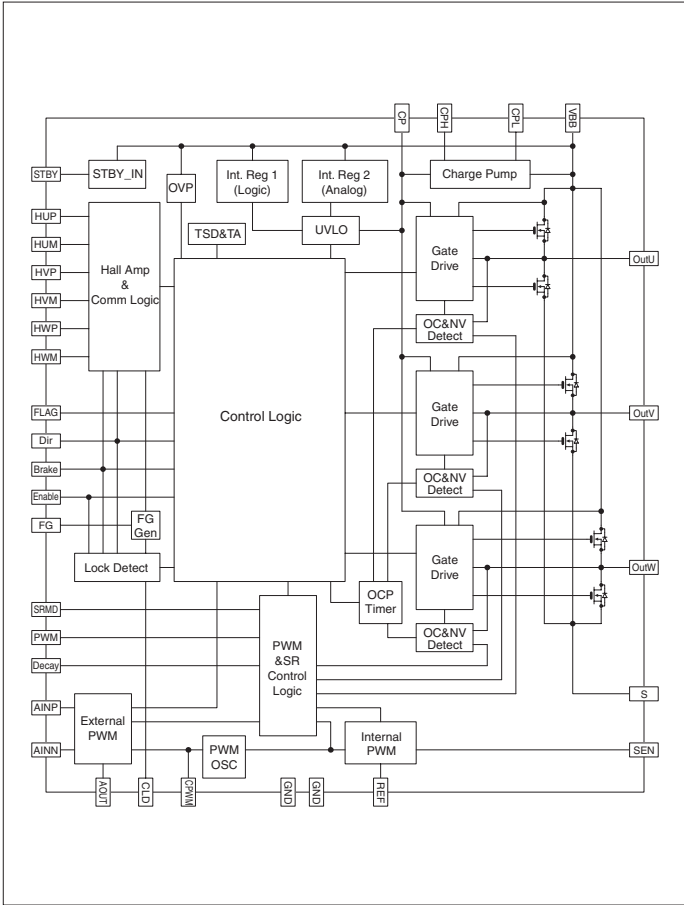 CP
CPH
CPL
VBB
STBY
STBY_IN
OVP
Int. Reg 1
(Logic)
Int. Reg 2
(Analog)
Charge Pump
HUP
HUM
HVP
HVM
HWP
HWM
Hall Amp
&
Comm Logic
TSD&TA
UVLO
Gate
Drive
OutU
OC&NV
Detect
Control Logic
Gate
Drive
OutV
OC&NV
Detect
FLAG
Dir
Brake
Enable
FG
FG
Gen
Lock Detect
Gate
Drive
OutW
OCP
Timer
OC&NV
Detect
SRMD
PWM
Decay
PWM
&SR
Control
Logic
AINP
AINN
External
PWM
PWM
OSC
Internal
PWM
S
SEN
AOUT
CLD
CPWM
GND
GND
REF